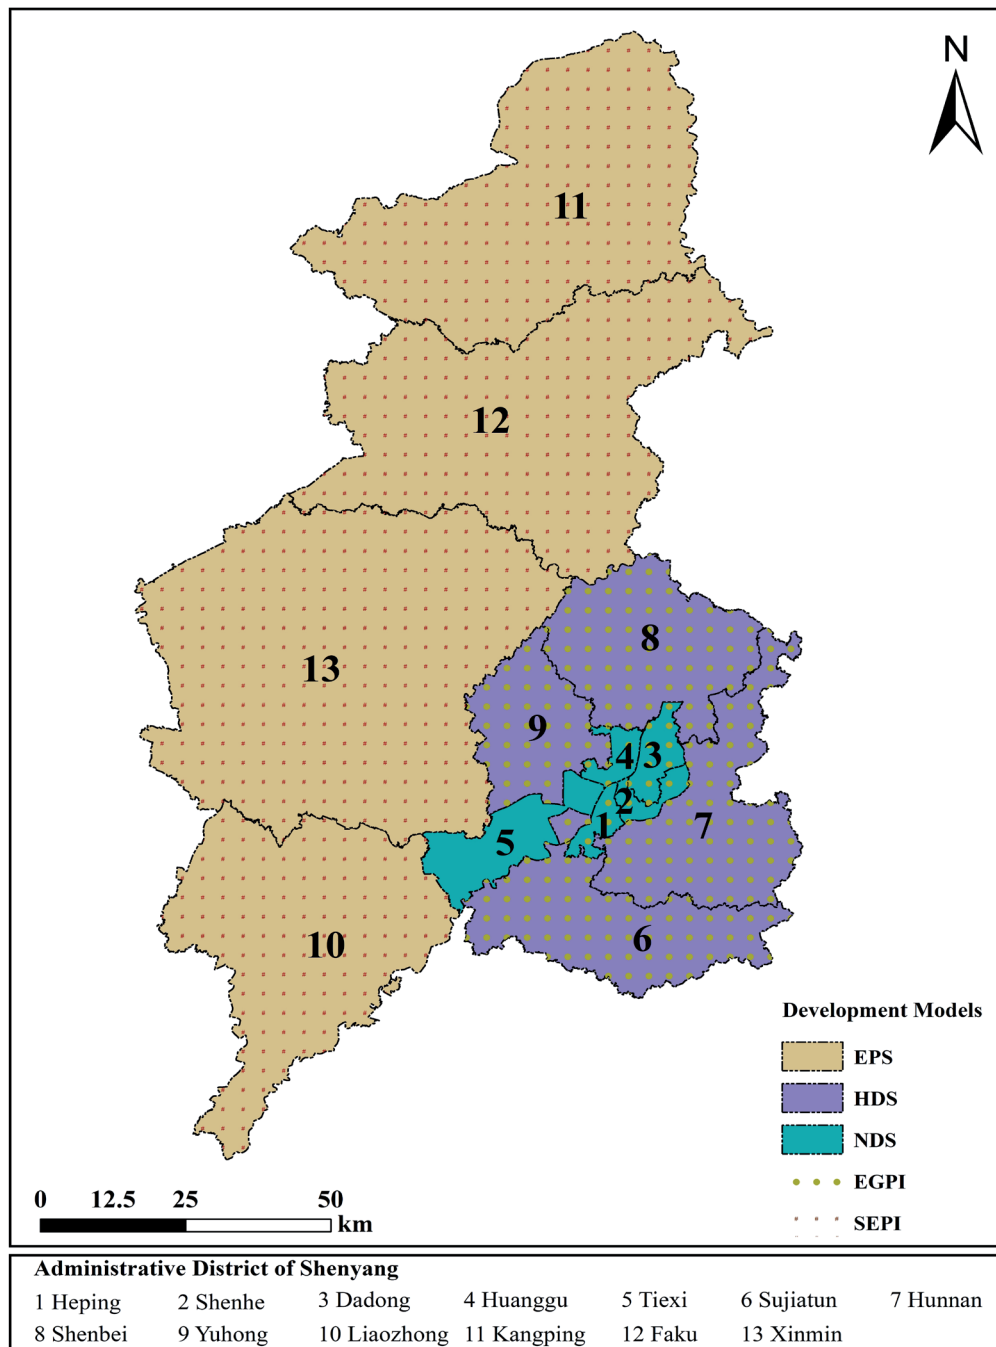 N
11
12
13
8
9
4 3
2
1
5
7
6
10
Development Models
EPS
HDS
NDS
EGPI
SEPI
0 12.5 25 50
km
Administrative District of Shenyang
1 Heping 2 Shenhe 3 Dadong 4 Huanggu 5 Tiexi 6 Sujiatun 7 Hunnan
8 Shenbei 9 Yuhong 10 Liaozhong 11 Kangping 12 Faku 13 Xinmin